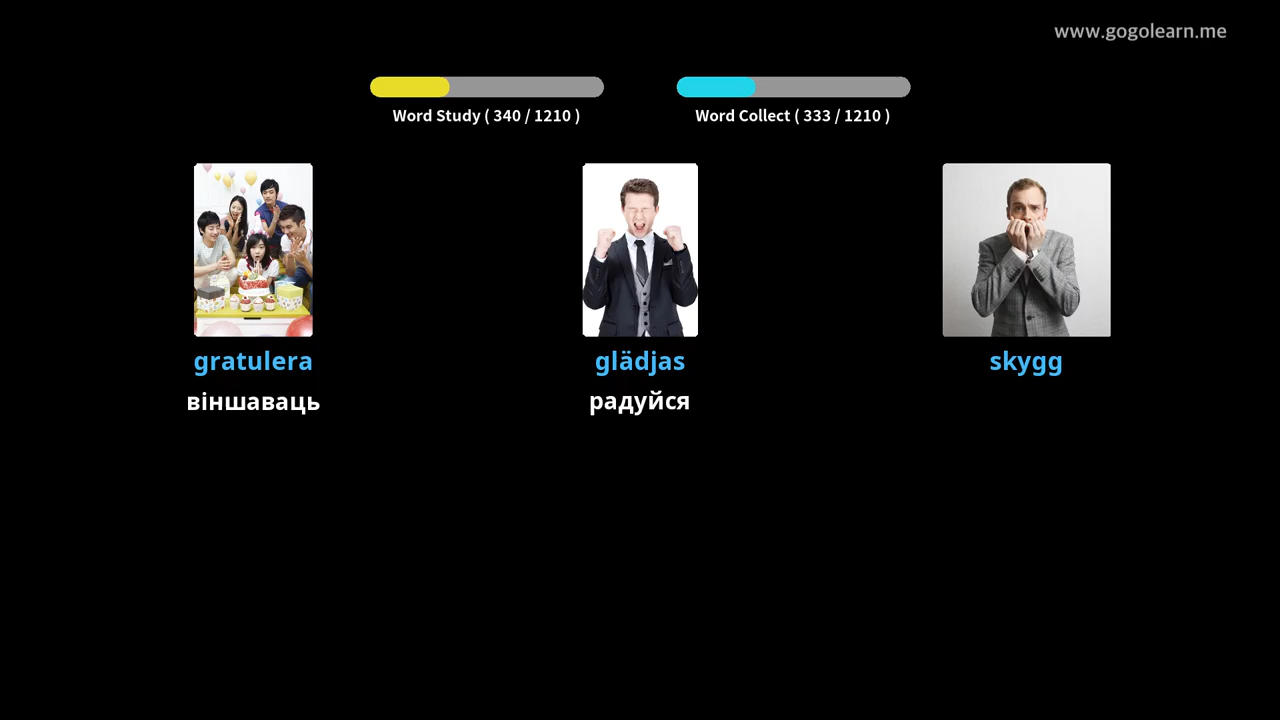 www.gogolearn.me
Word Study ( 340 / 1210 )
Word Collect ( 333 / 1210 )
gratulera
glädjas
skygg
віншаваць
радуйся